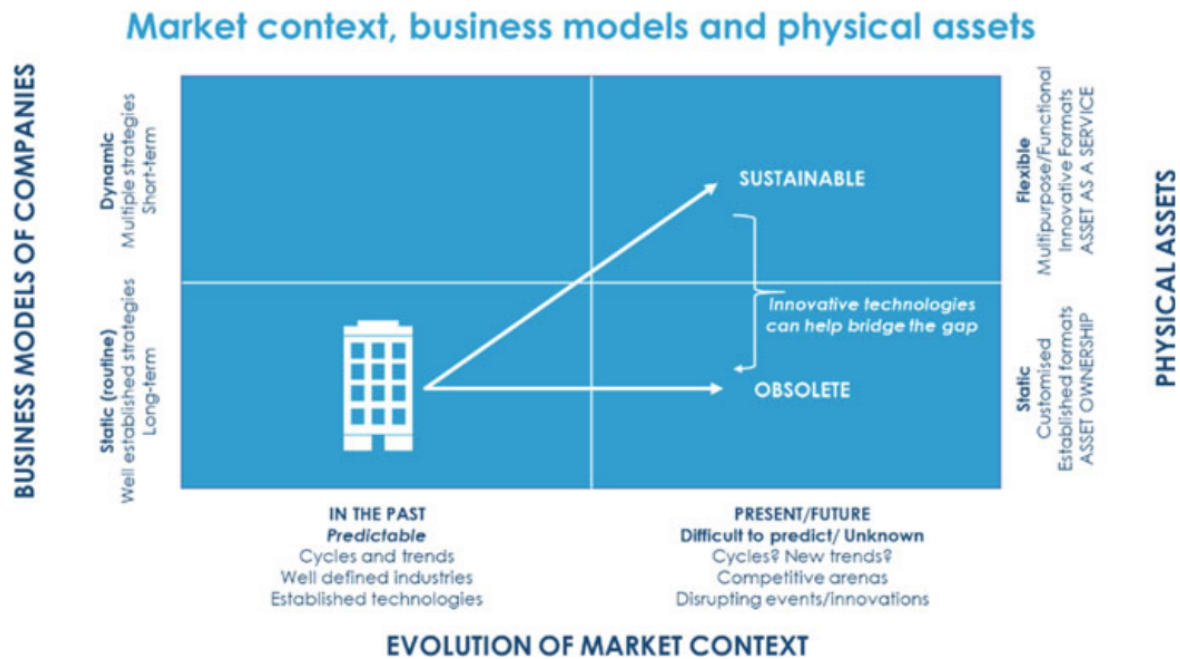 Market context, business models and physical assets
BUSINESS MODELS OF COMPANIES
Dynamic
Multiple strategies
Short-term
Static (routine)
Well established strategies
Long-term
SUSTAINABLE
Innovative technologies
can help bridge the gap
OBSOLETE
Flexible
Multipurpose/Functional
Innovative Formats
ASSET AS A SERVICE
Static
Customised
Established formats
ASSET OWNERSHIP
PHYSICAL ASSETS
IN THE PAST
Predictable
Cycles and trends
Well defined industries
Established technologies
PRESENT/FUTURE
Difficult to predict/ Unknown
Cycles? New trends?
Competitive arenas
Disrupting events/innovations
EVOLUTION OF MARKET CONTEXT